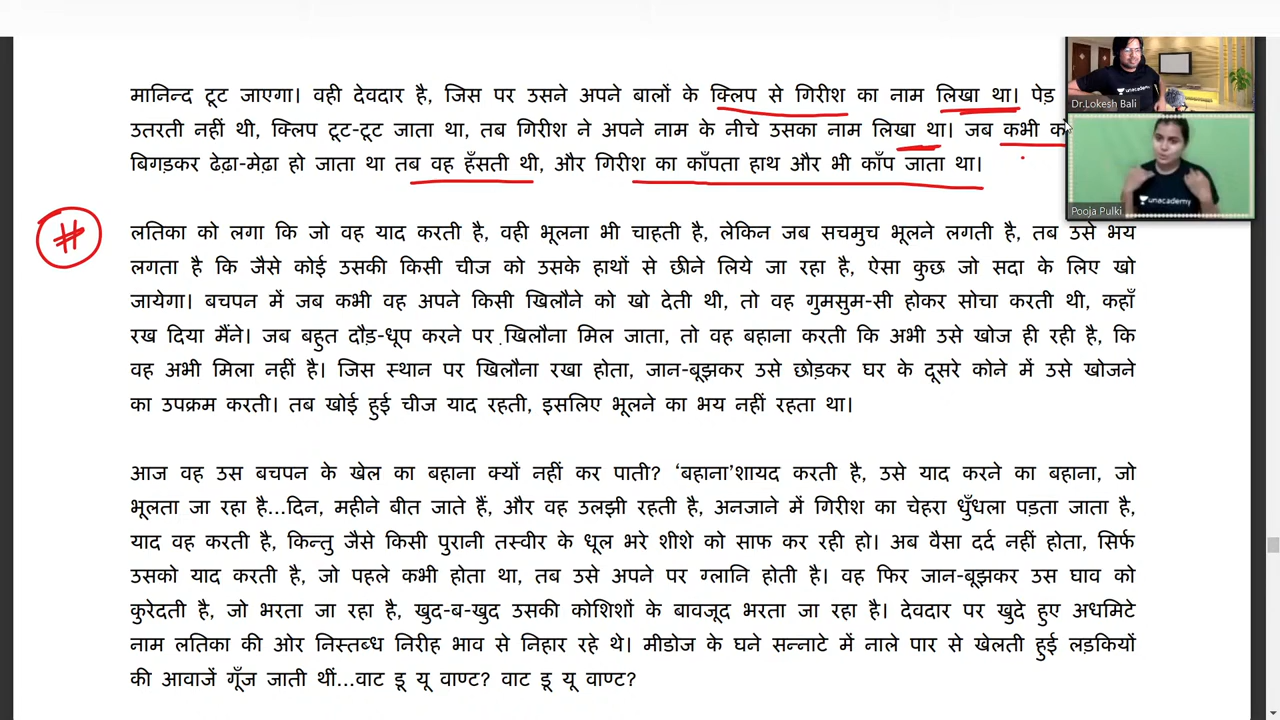 मानिन्द टूट जाएगा। वही देवदार है, जिस पर उसने अपने बालों के क्लिप से गिरीश का नाम लिखा था। पेड़
Dr.Lokesh Bali
उतरती नहीं थी, क्लिप टूट-टूट जाता था, तब गिरीश ने अपने नाम के नीचे उसका नाम लिखा था। जब कभी
बिगड़कर ढेढ़ा-मेढ़ा हो जाता था तब वह हँसती थी, और गिरीश का काँपता हाथ और भी काँप जाता था।
unacademy
Pooja Pulki
लतिका को लगा कि जो वह याद करती है, वही भूलना भी चाहती है, लेकिन जब सचमुच भूलने लगती है, तब उसे भय
लगता है कि जैसे कोई उसकी किसी चीज को उसके हाथों से छीने लिये जा रहा है, ऐसा कुछ जो सदा के लिए खो
जायेगा। बचपन में जब कभी वह अपने किसी खिलौने को खो देती थी, तो वह गुमसुम-सी होकर सोचा करती थी, कहाँ
रख दिया मैंने। जब बहुत दौड़-धूप करने पर खिलौना मिल जाता, तो वह बहाना करती कि अभी उसे खोज ही रही है, कि
वह अभी मिला नहीं है। जिस स्थान पर खिलौना रखा होता, जान-बूझकर उसे छोड़कर घर के दूसरे कोने में उसे खोजने
का उपक्रम करती। तब खोई हुई चीज याद रहती, इसलिए भूलने का भय नहीं रहता था।
आज वह उस बचपन के खेल का बहाना क्यों नहीं कर पाती? ‘बहाना’शायद करती है, उसे याद करने का बहाना, जो
भूलता जा रहा है...दिन, महीने बीत जाते हैं, और वह उलझी रहती है, अनजाने में गिरीश का चेहरा धुँधला पड़ता जाता है,
याद वह करती है, किन्तु जैसे किसी पुरानी तस्वीर के धूल भरे शीशे को साफ कर रही हो। अब वैसा दर्द नहीं होता, सिर्फ
उसको याद करती है, जो पहले कभी होता था, तब उसे अपने पर ग्लानि होती है। वह फिर जान-बूझकर उस घाव को
कुरेदती है, जो भरता जा रहा है, खुद-ब-खुद उसकी कोशिशों के बावजूद भरता जा रहा है। देवदार पर खुदे हुए अधमिटे
नाम लतिका की ओर निस्तब्ध निरीह भाव से निहार रहे थे। मीडोज के घने सन्नाटे में नाले पार से खेलती हुई लड़कियों
की आवाजें गूँज जाती थीं...वाट डू यू वाण्ट? वाट डू यू वाण्ट?